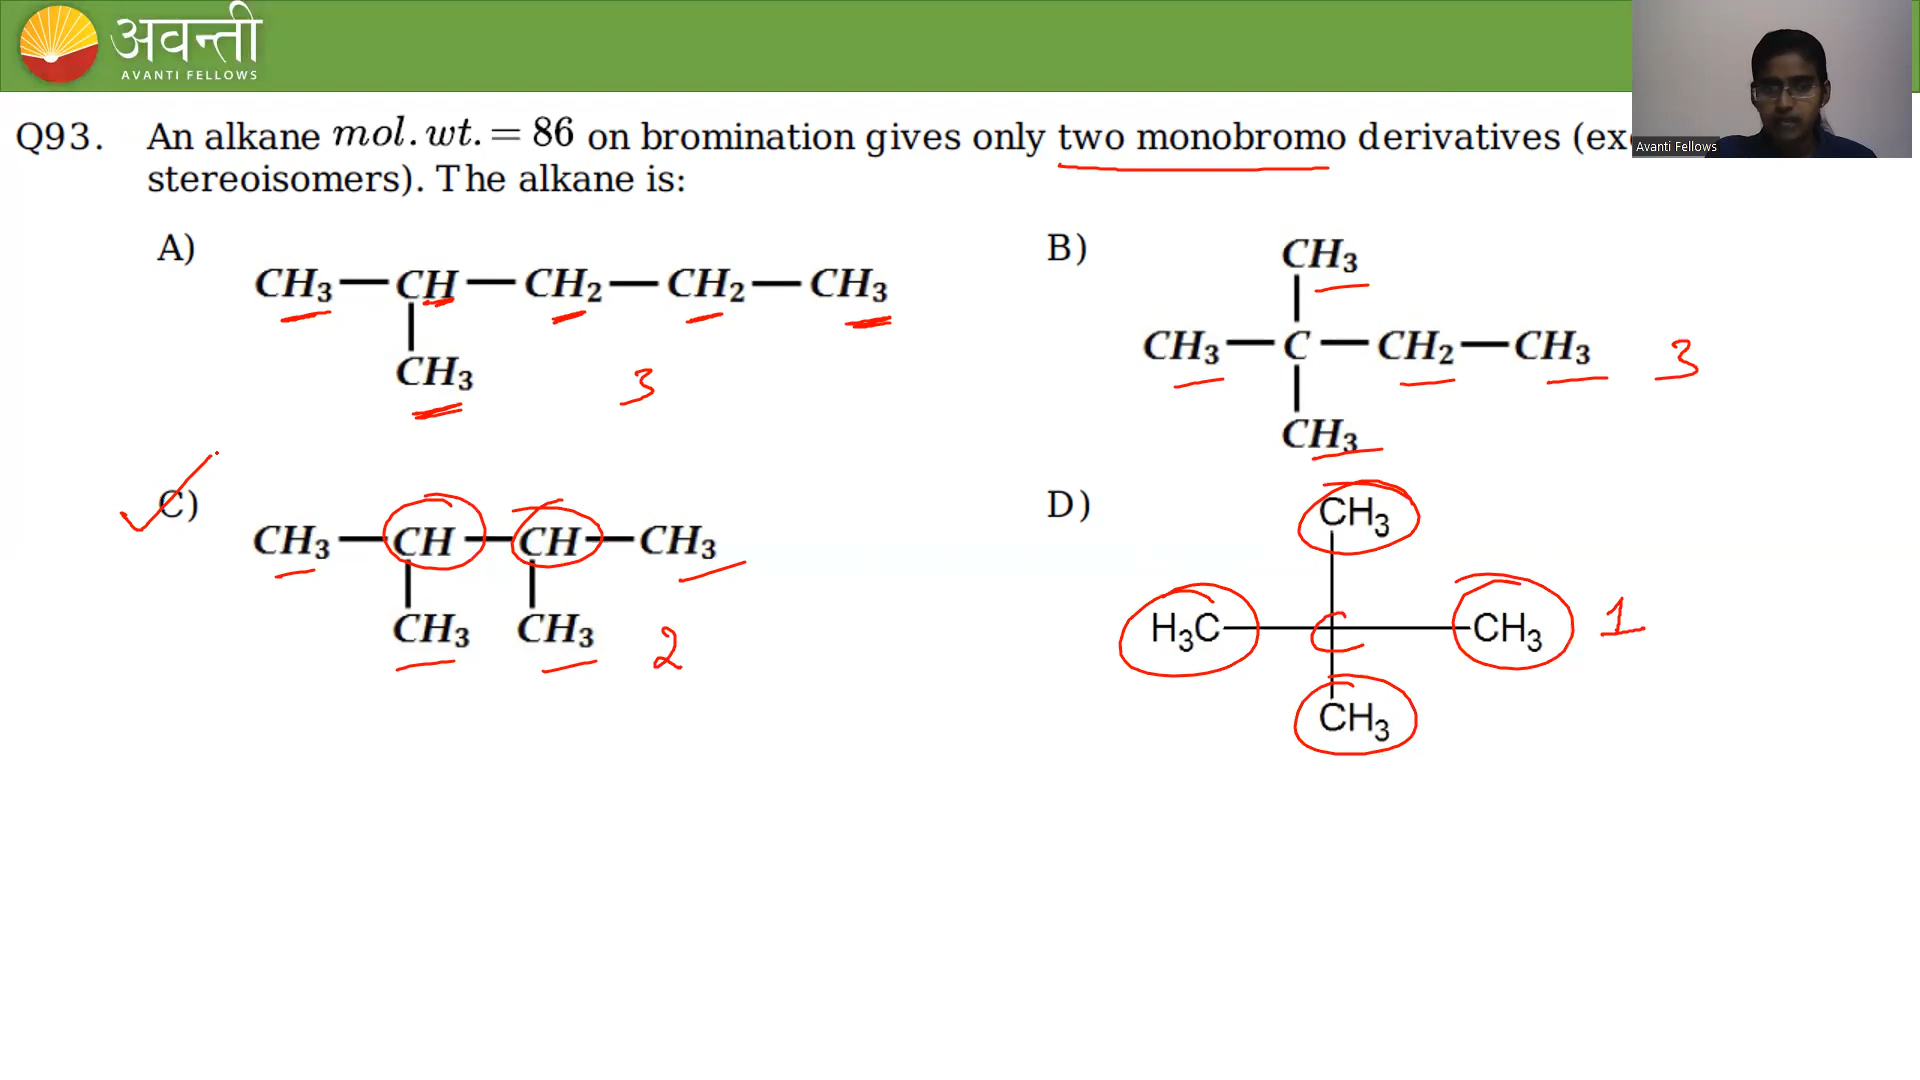 अवन्ती
AVANTI FELLOWS
Avanti Fellows
Q93. An alkane mol. wt. = 86 on bromination gives only two monobromo derivatives
stereoisomers). The alkane is:
A)
CH3—CH—CH2—CH2—CH3
CH3
3
B)
CH3
CH3—C—CH2—CH3
CH3
3
C)
CH3—CH—CH—CH3
CH3 CH3
2
D)
CH3
H3C C CH3
CH3
1